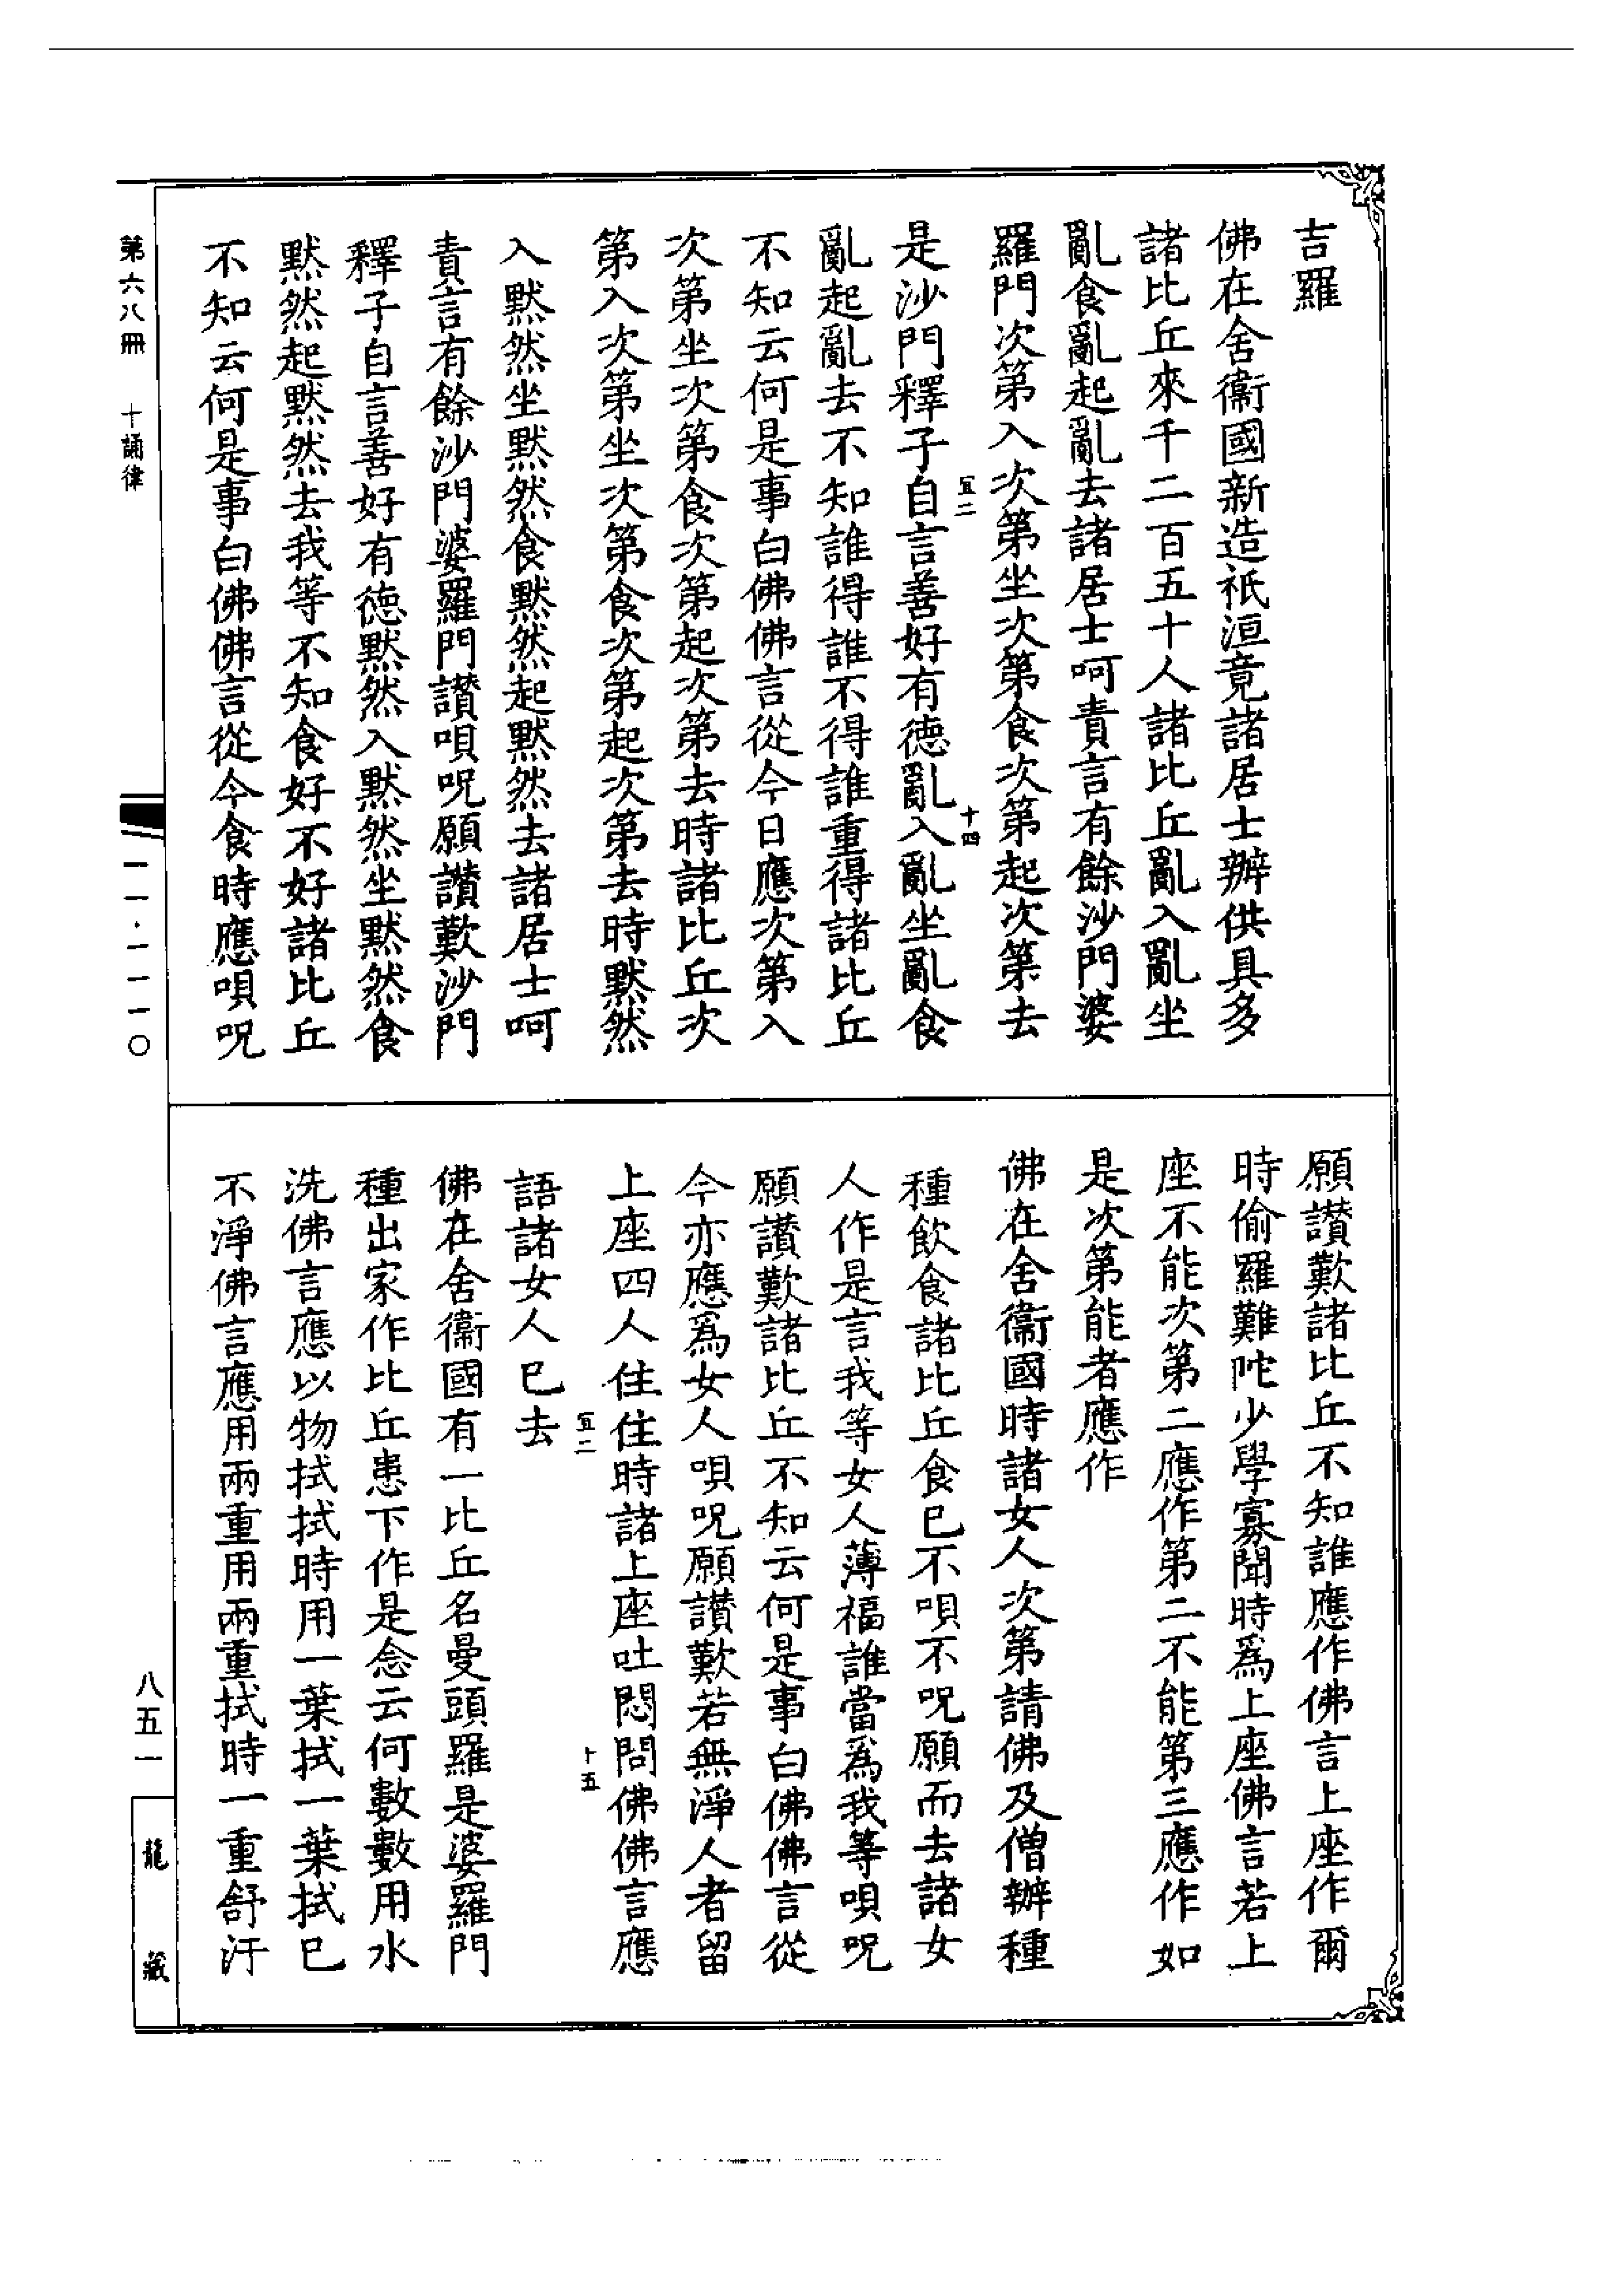 吉羅
佛在舍衞國新造祇洹竟諸居士辦供具多
諸比丘來千二百五十人諸比丘亂入亂坐
亂食亂起亂去諸居士呵責言有餘沙門婆
羅門次第入次第坐次第食次第起次第去
宜二 十四
是沙門釋子自言善好有德亂入亂坐亂食
亂起亂去不知誰得誰不得誰重得諸比丘
不知云何是事白佛佛言從今日應次第入
次第坐次第食次第起次第去時諸比丘次
第入次第坐次第食次第起次第去時默然
入默然坐默然食默然起默然去諸居士呵
責言有餘沙門婆羅門讚唄呪願讚歎沙門
釋子自言善好有德默然入默然坐默然食
默然起默然去我等不知食好不好諸比丘
不知云何是事白佛佛言從今食時應唄呪
願讚歎諸比丘不知誰應作佛言上座作爾
時偷羅難陀少學寡聞時爲上座佛言若上
座不能次第二應作第二不能第三應作如
是次第能者應作
佛在舍衞國時諸女人次第請佛及僧辦種
種飲食諸比丘食已不唄不呪願而去諸女
人作是言我等女人薄福誰當爲我等唄呪
願讚歎諸比丘不知云何是事白佛佛言從
今亦應爲女人唄呪願讚歎若無淨人者留
上座四人住住時諸上座吐悶問佛佛言應
宜二 十五
語諸女人已去
佛在舍衞國有一比丘名曼頭羅是婆羅門
種出家作比丘患下作是念云何數數用水
洗佛言應以物拭拭時用一葉拭一葉拭已
不淨佛言應用兩重用兩重拭時一重舒汙
第六八冊 十誦律
一一·一一一〇
八五一
龍藏